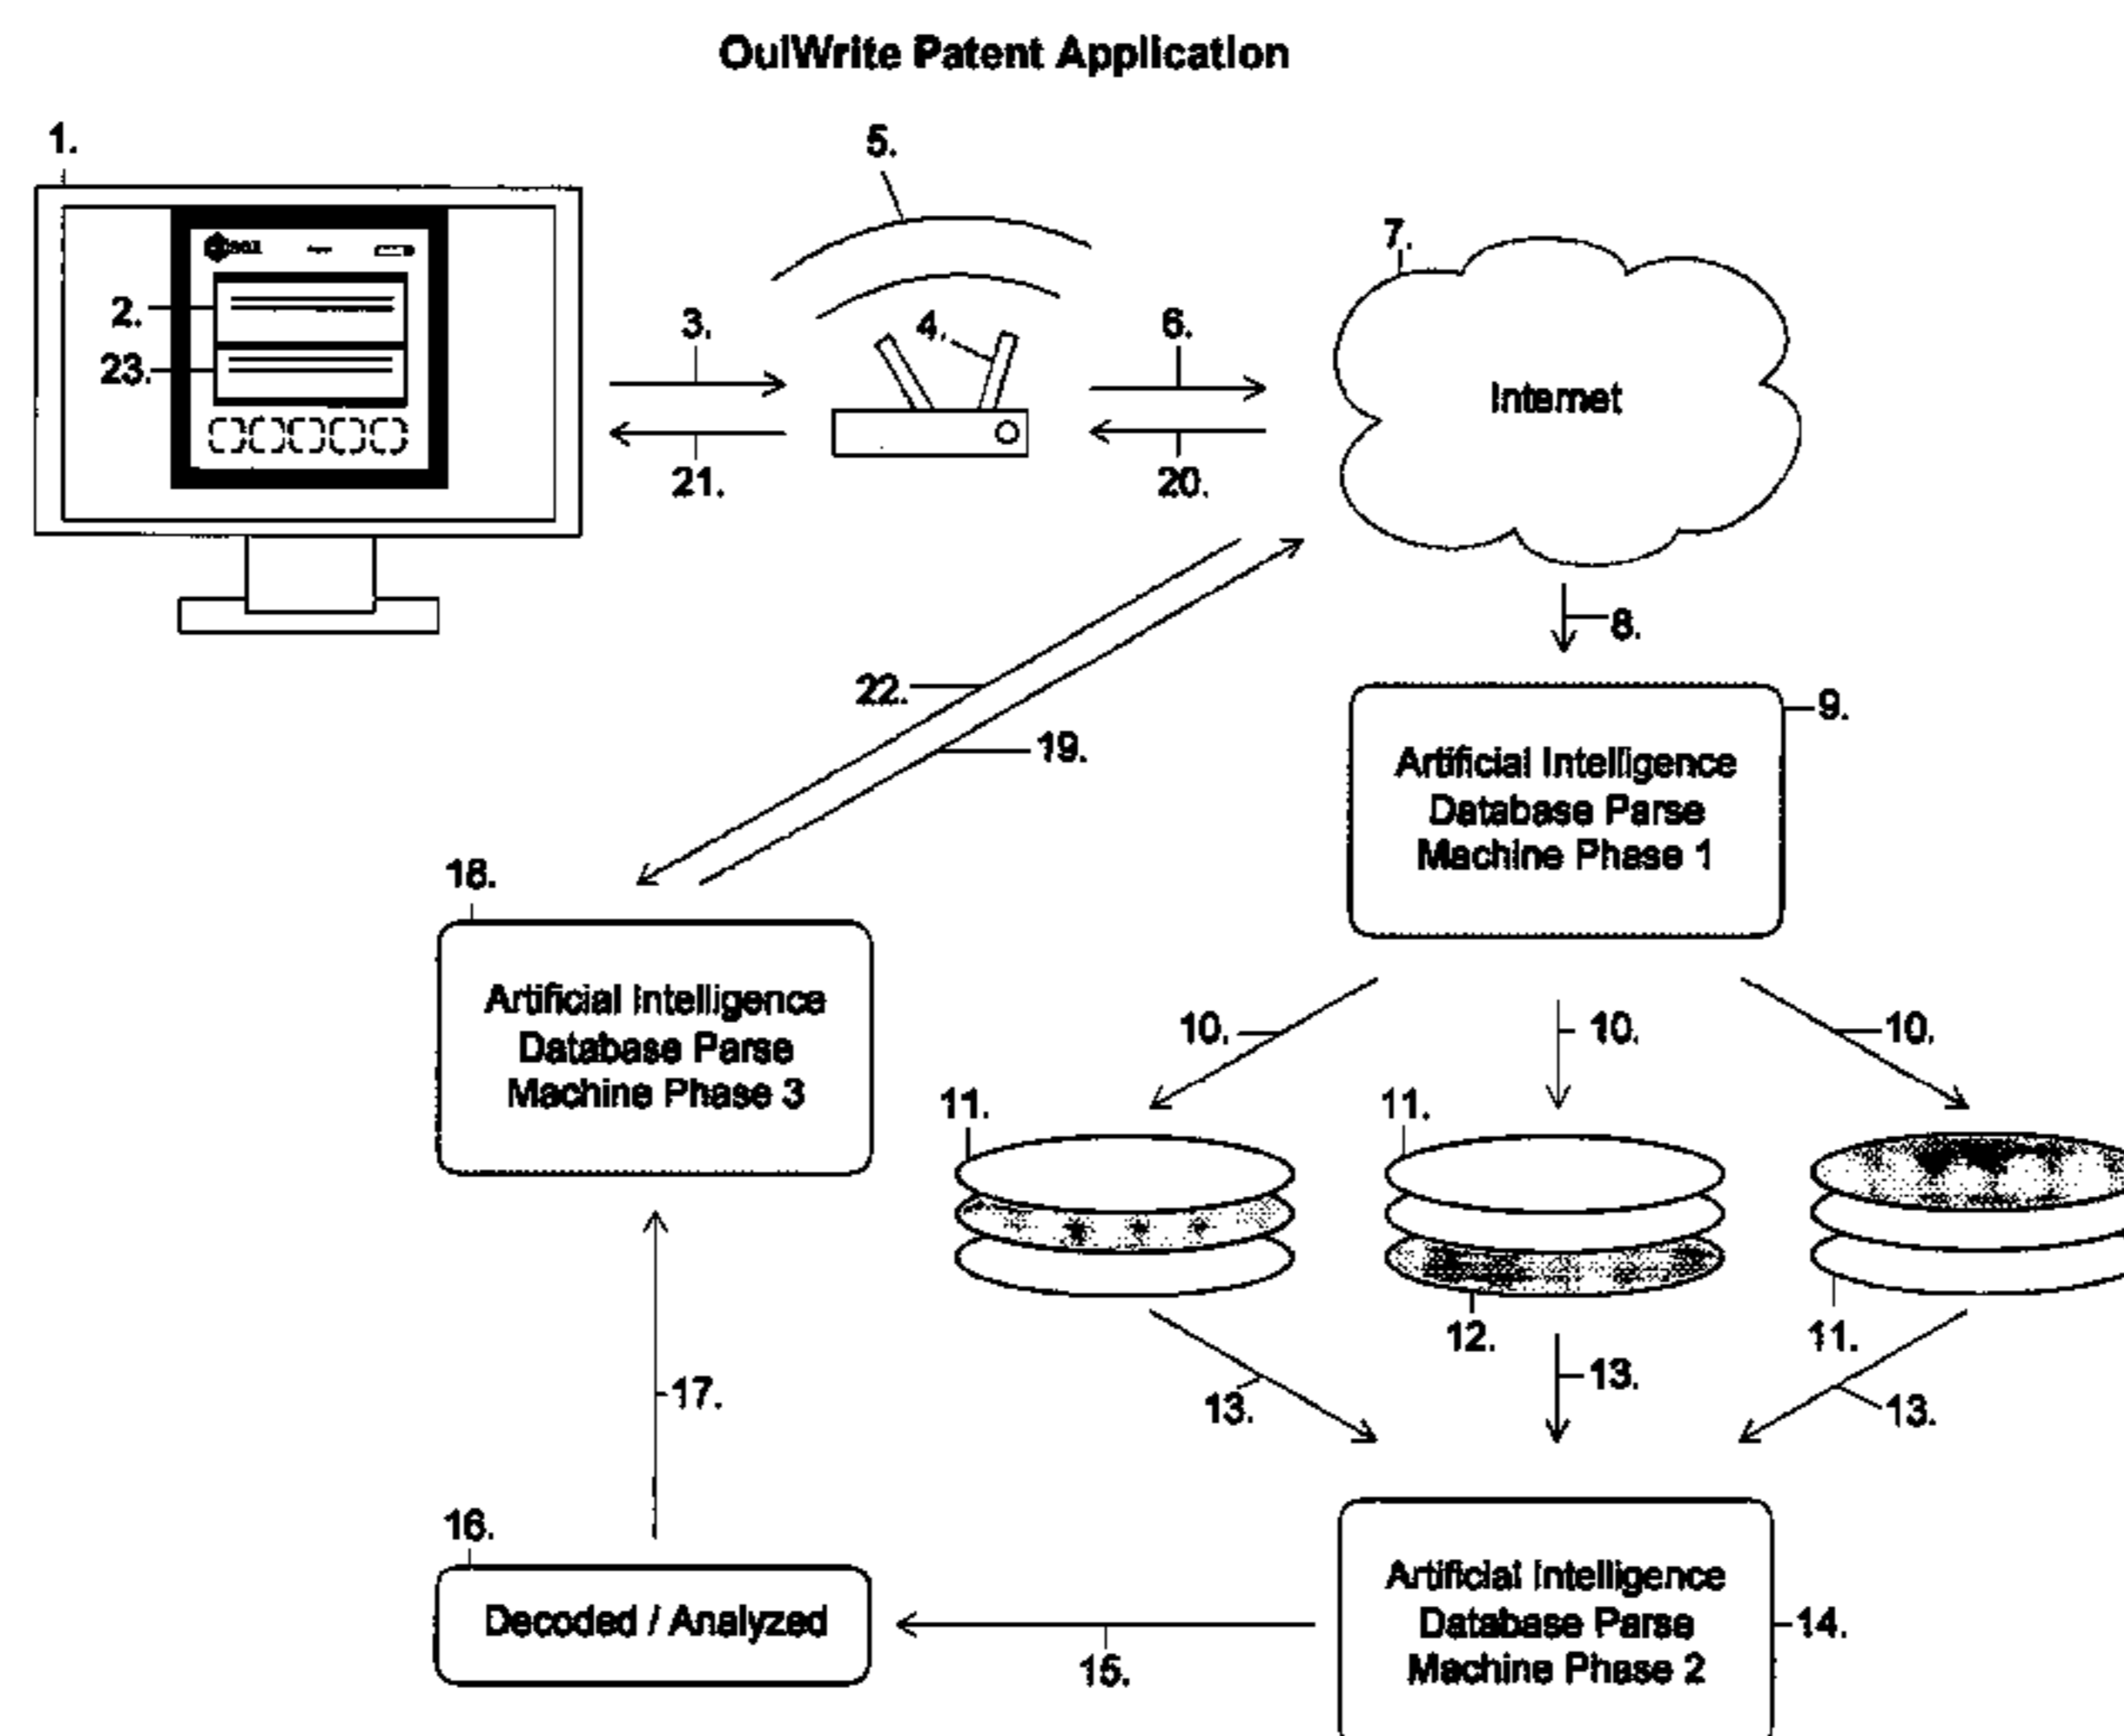 OuiWrite Patent Application
1.
5.
7.
2.
3.
4.
6.
23.
Internet
21.
20.
8.
22.
9.
19.
Artificial Intelligence
Database Parse
Machine Phase 1
18.
Artificial Intelligence
Database Parse
Machine Phase 3
10.
10.
10.
11.
11.
12.
11.
13.
13.
13.
17.
16.
Decoded / Analyzed
15.
Artificial Intelligence
Database Parse
Machine Phase 2
14.